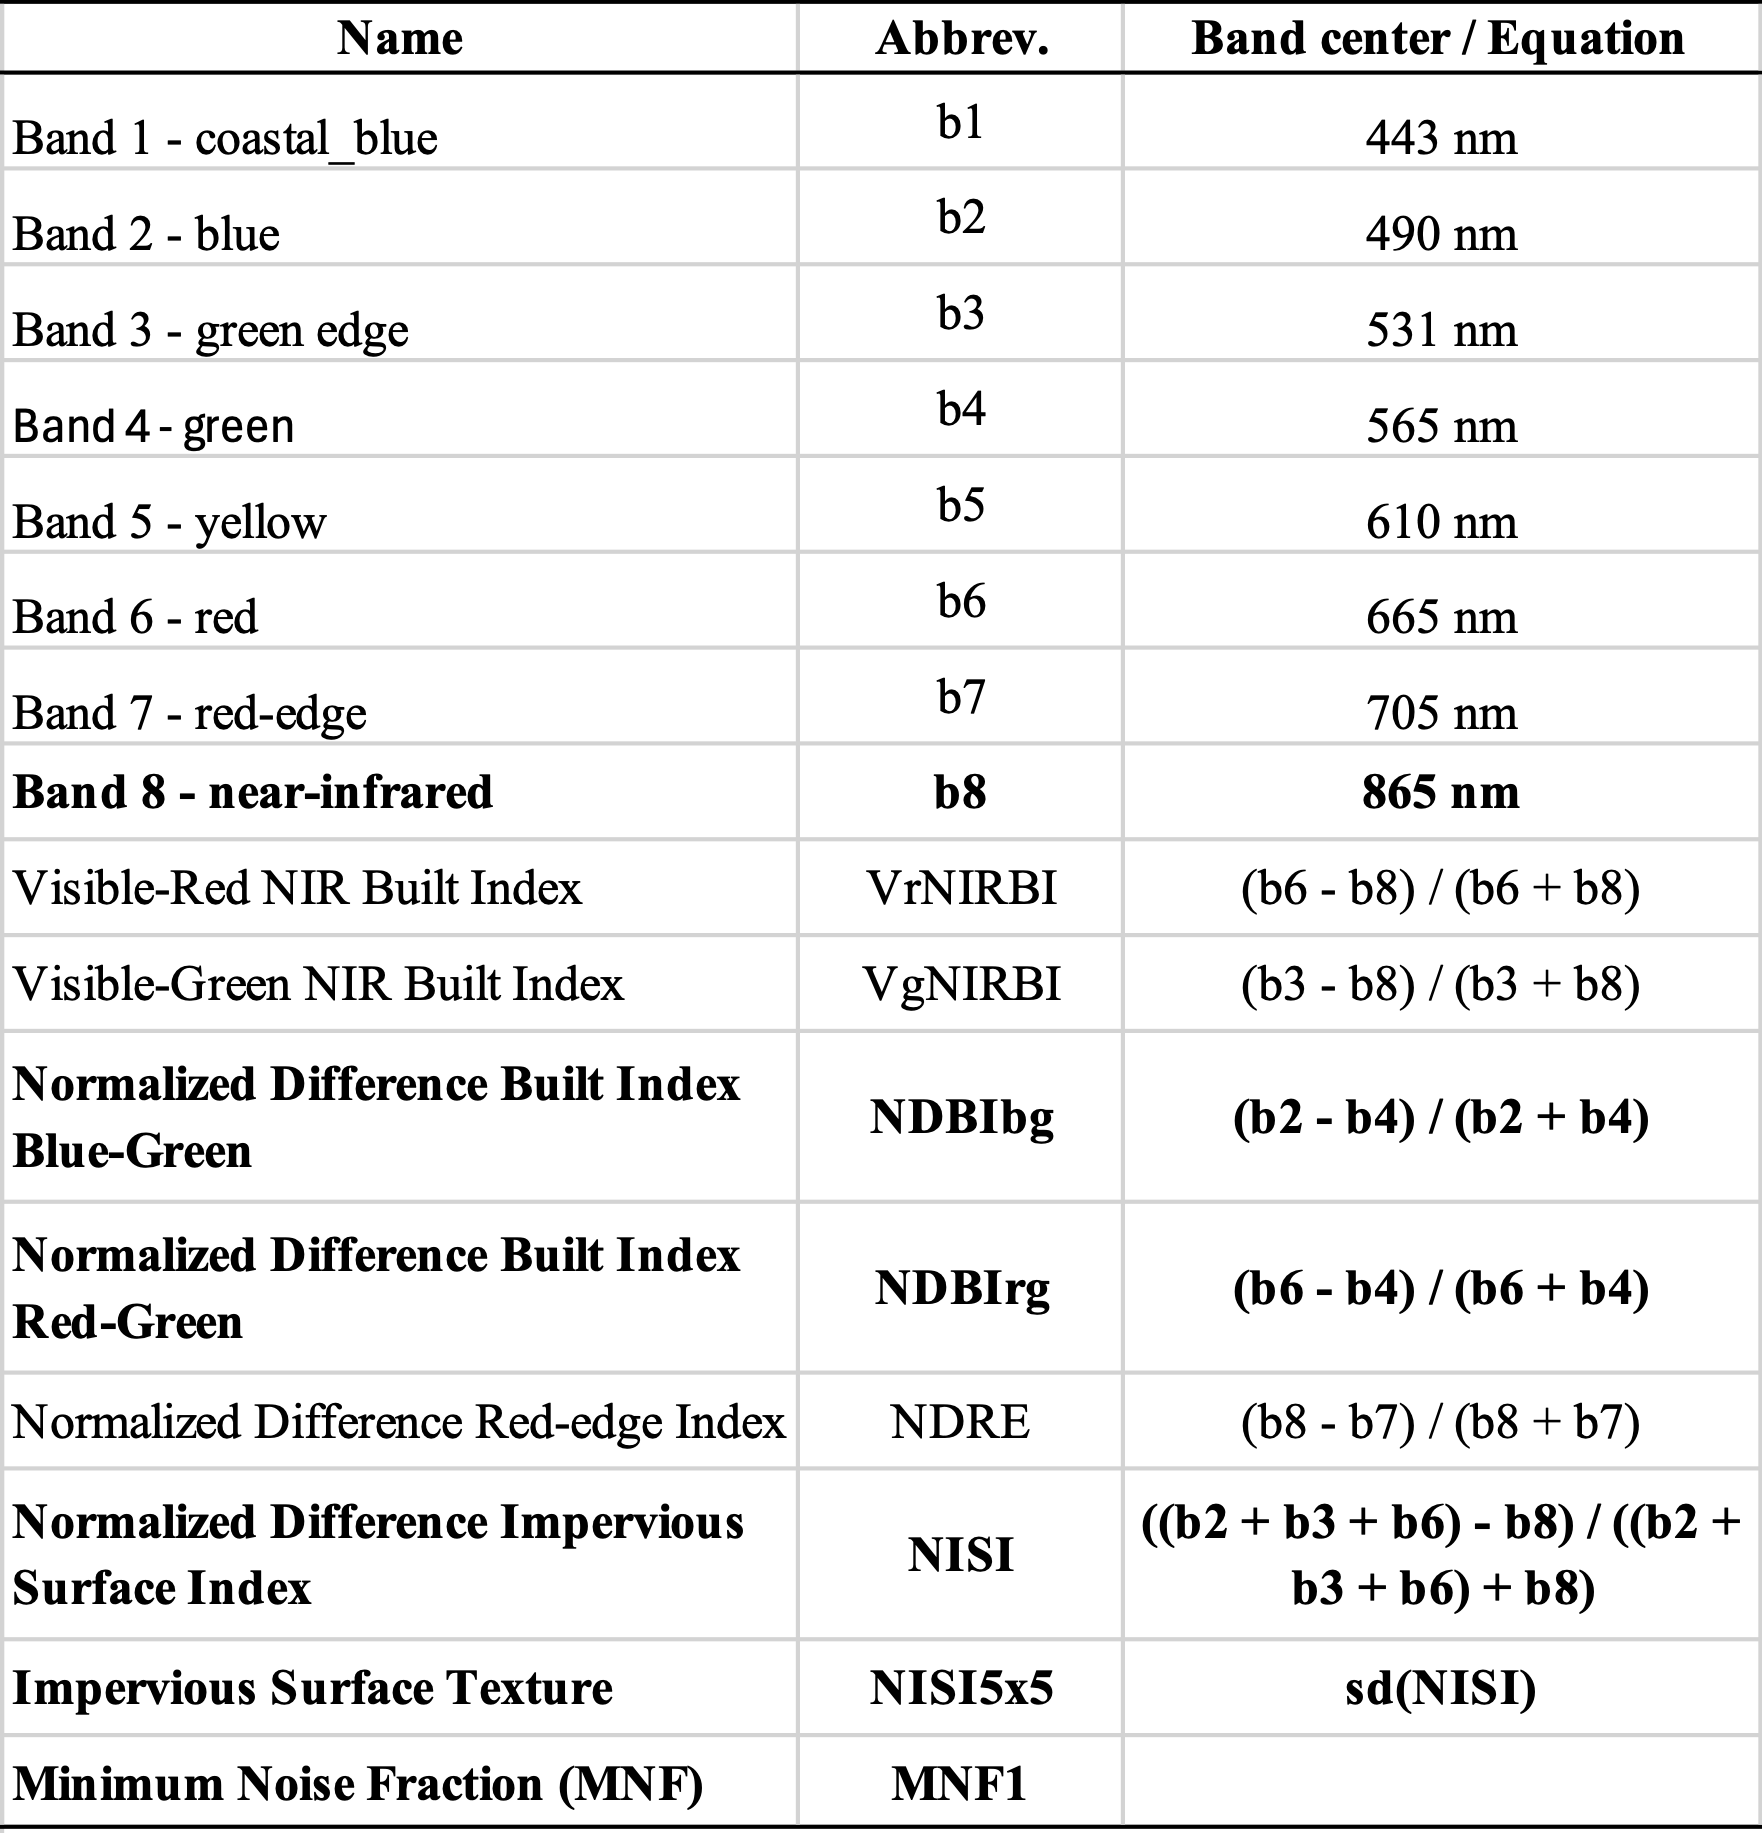 Name Abbrev. Band center / Equation
Band 1 - coastal_blue b1 443 nm
Band 2 - blue b2 490 nm
Band 3 - green edge b3 531 nm
Band 4 - green b4 565 nm
Band 5 - yellow b5 610 nm
Band 6 - red b6 665 nm
Band 7 - red-edge b7 705 nm
Band 8 - near-infrared b8 865 nm
Visible-Red NIR Built Index VrNIRBI (b6 - b8) / (b6 + b8)
Visible-Green NIR Built Index VgNIRBI (b3 - b8) / (b3 + b8)
Normalized Difference Built Index
Blue-Green NDBIbg (b2 - b4) / (b2 + b4)
Normalized Difference Built Index
Red-Green NDBIrg (b6 - b4) / (b6 + b4)
Normalized Difference Red-edge Index NDRE (b8 - b7) / (b8 + b7)
Normalized Difference Impervious
Surface Index NISI ((b2 + b3 + b6) - b8) / ((b2 +
b3 + b6) + b8)
Impervious Surface Texture NISI5x5 sd(NISI)
Minimum Noise Fraction (MNF) MNF1